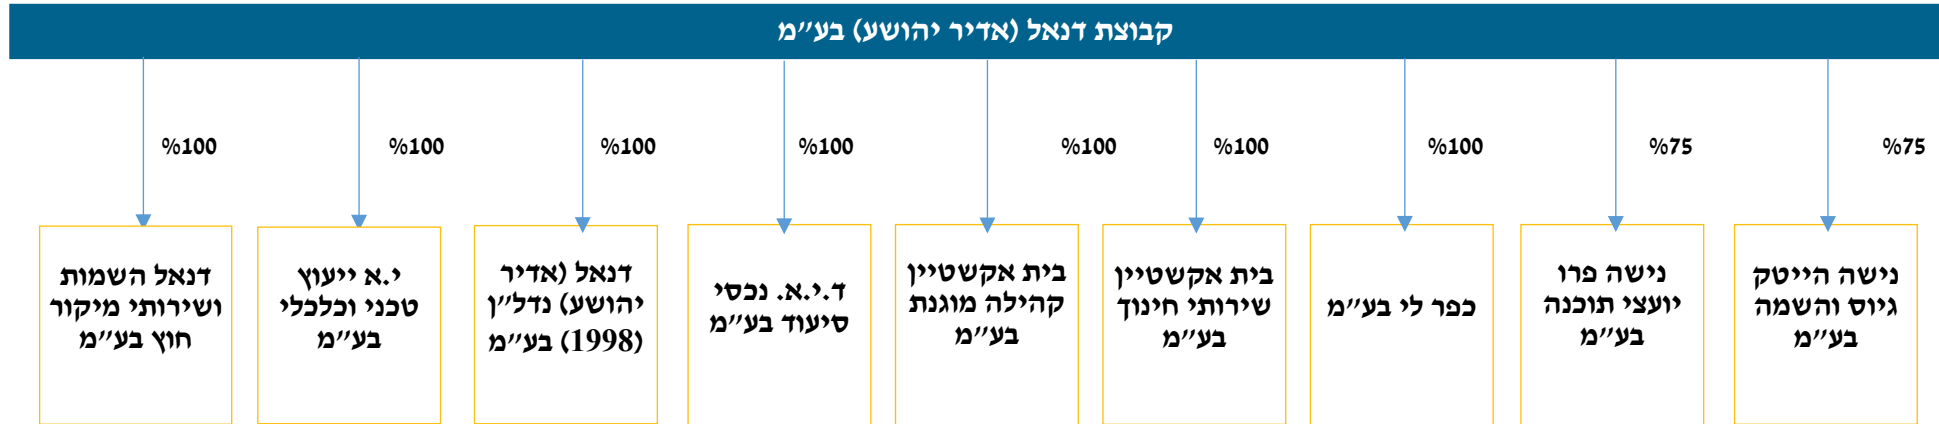 קבוצת דנאל (אדיר יהושע) בע״מ
%75
%75
%100
%100
%100
%100
%100
%100
%100
נישה הייטק
גיוס והשמה
בע״מ
נישה פרו
יועצי תוכנה
בע״מ
כפר לי בע״מ
בית אקשטיין
שירותי חינוך
בע״מ
בית אקשטיין
קהילה מוגנת
בע״מ
ד.י.א. נכסי
סיעוד בע״מ
דנאל (אדיר
יהושע) נדל״ן
(1998) בע״מ
י.א ייעוץ
טכני וכלכלי
בע״מ
דנאל השמות
ושירותי מיקור
חוץ בע״מ